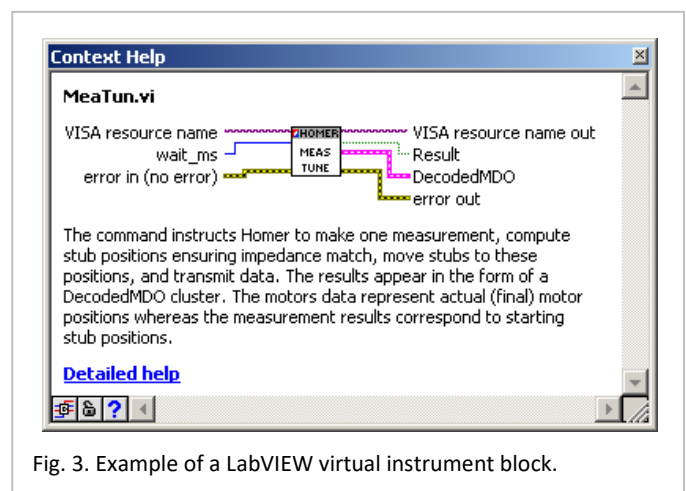 Context Help
MeaTun.vi
VISA resource name HOMER VISA resource name out
wait_ms MEAS Result
error in (no error) TUNE DecodedMDO
error out
The command instructs Homer to make one measurement, compute
stub positions ensuring impedance match, move stubs to these
positions, and transmit data. The results appear in the form of a
DecodedMDO cluster. The motors data represent actual (final) motor
positions whereas the measurement results correspond to starting
stub positions.
Detailed help
?
Fig. 3. Example of a LabVIEW virtual instrument block.